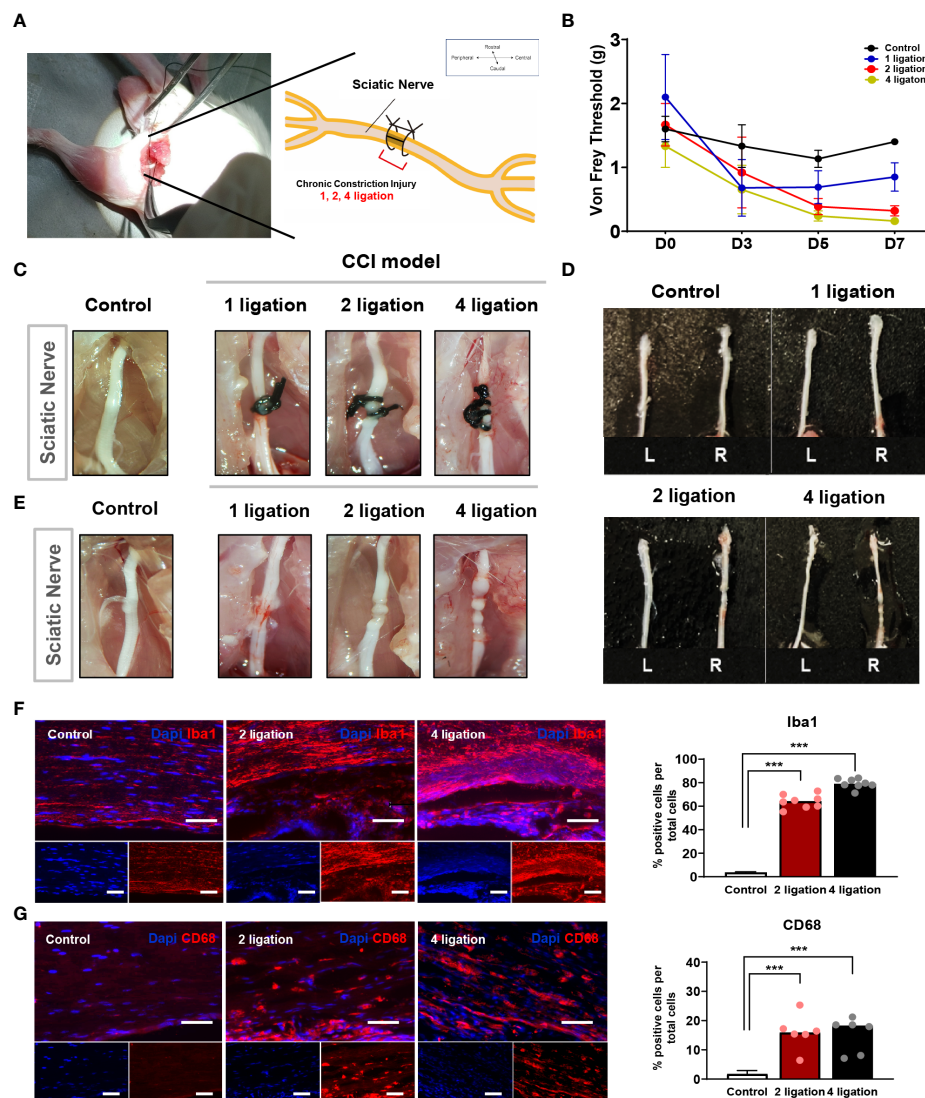 A
Rostral
Peripheral
Central
Caudal
Sciatic Nerve
Chronic Constriction Injury
1, 2, 4 ligation
B
Von Frey Threshold (g)
3
2
1
0
D0 D3 D5 D7
Control
1 ligation
2 ligation
4 ligaton
C
CCI model
Control
1 ligation
2 ligation
4 ligation
Sciatic Nerve
D
Control
1 ligation
L R L R
2 ligation
4 ligation
L R L R
E
Control
1 ligation
2 ligation
4 ligation
Sciatic Nerve
F
Control
Dapi Iba1
2 ligation
Dapi Iba1
4 ligation
Dapi Iba1
Iba1
% positive cells per
total cells
100
80
60
40
20
0
***
***
Control 2 ligation 4 ligation
G
Control
Dapi CD68
2 ligation
Dapi CD68
4 ligation
Dapi CD68
CD68
% positive cells per
total cells
40
30
20
10
0
***
***
Control 2 ligation 4 ligation